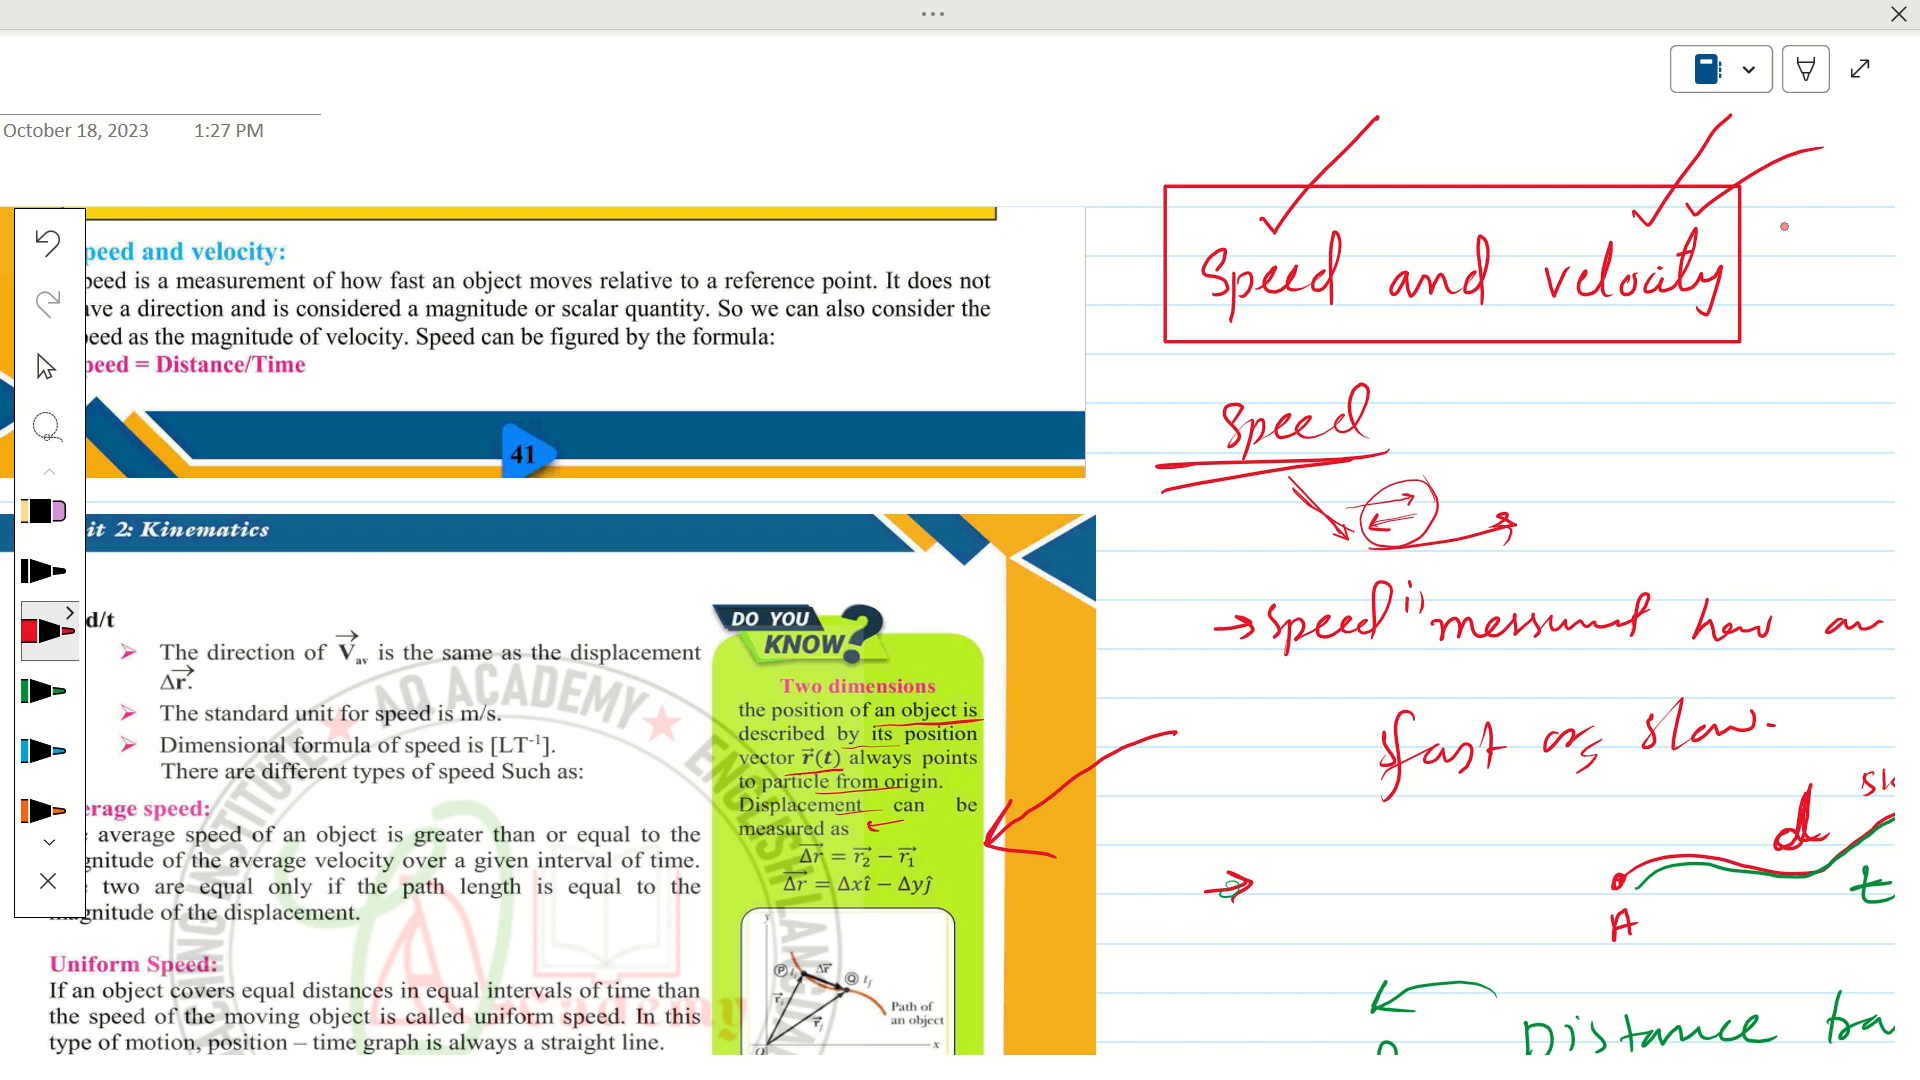 October 18, 2023 1:27 PM
peed and velocity:
peed is a measurement of how fast an object moves relative to a reference point. It does not
ave a direction and is considered a magnitude or scalar quantity. So we can also consider the
eed as the magnitude of velocity. Speed can be figured by the formula:
peed = Distance/Time
41
it 2: Kinematics
d/t
➢ The direction of V⃗av is the same as the displacement
Δr⃗.
➢ The standard unit for speed is m/s.
➢ Dimensional formula of speed is [LT⁻¹].
There are different types of speed Such as:
erage speed:
average speed of an object is greater than or equal to the
gnitude of the average velocity over a given interval of time.
two are equal only if the path length is equal to the
gnitude of the displacement.
Uniform Speed:
If an object covers equal distances in equal intervals of time than
the speed of the moving object is called uniform speed. In this
type of motion, position – time graph is always a straight line.
DO YOU
KNOW ?
Two dimensions
the position of an object is
described by its position
vector r⃗(t) always points
to particle from origin.
Displacement can be
measured as
Δr⃗ = r₂⃗ − r₁⃗
Δr⃗ = Δxî − Δyĵ
y
P ti Δr⃗ Q tf
r⃗i
r⃗f
Path of
an object
O x
AQ ACADEMY
ENGLISH LAN
Speed and velocity
Speed
→ Speed
how an
fast or slow.
d
t
A
Distance tra